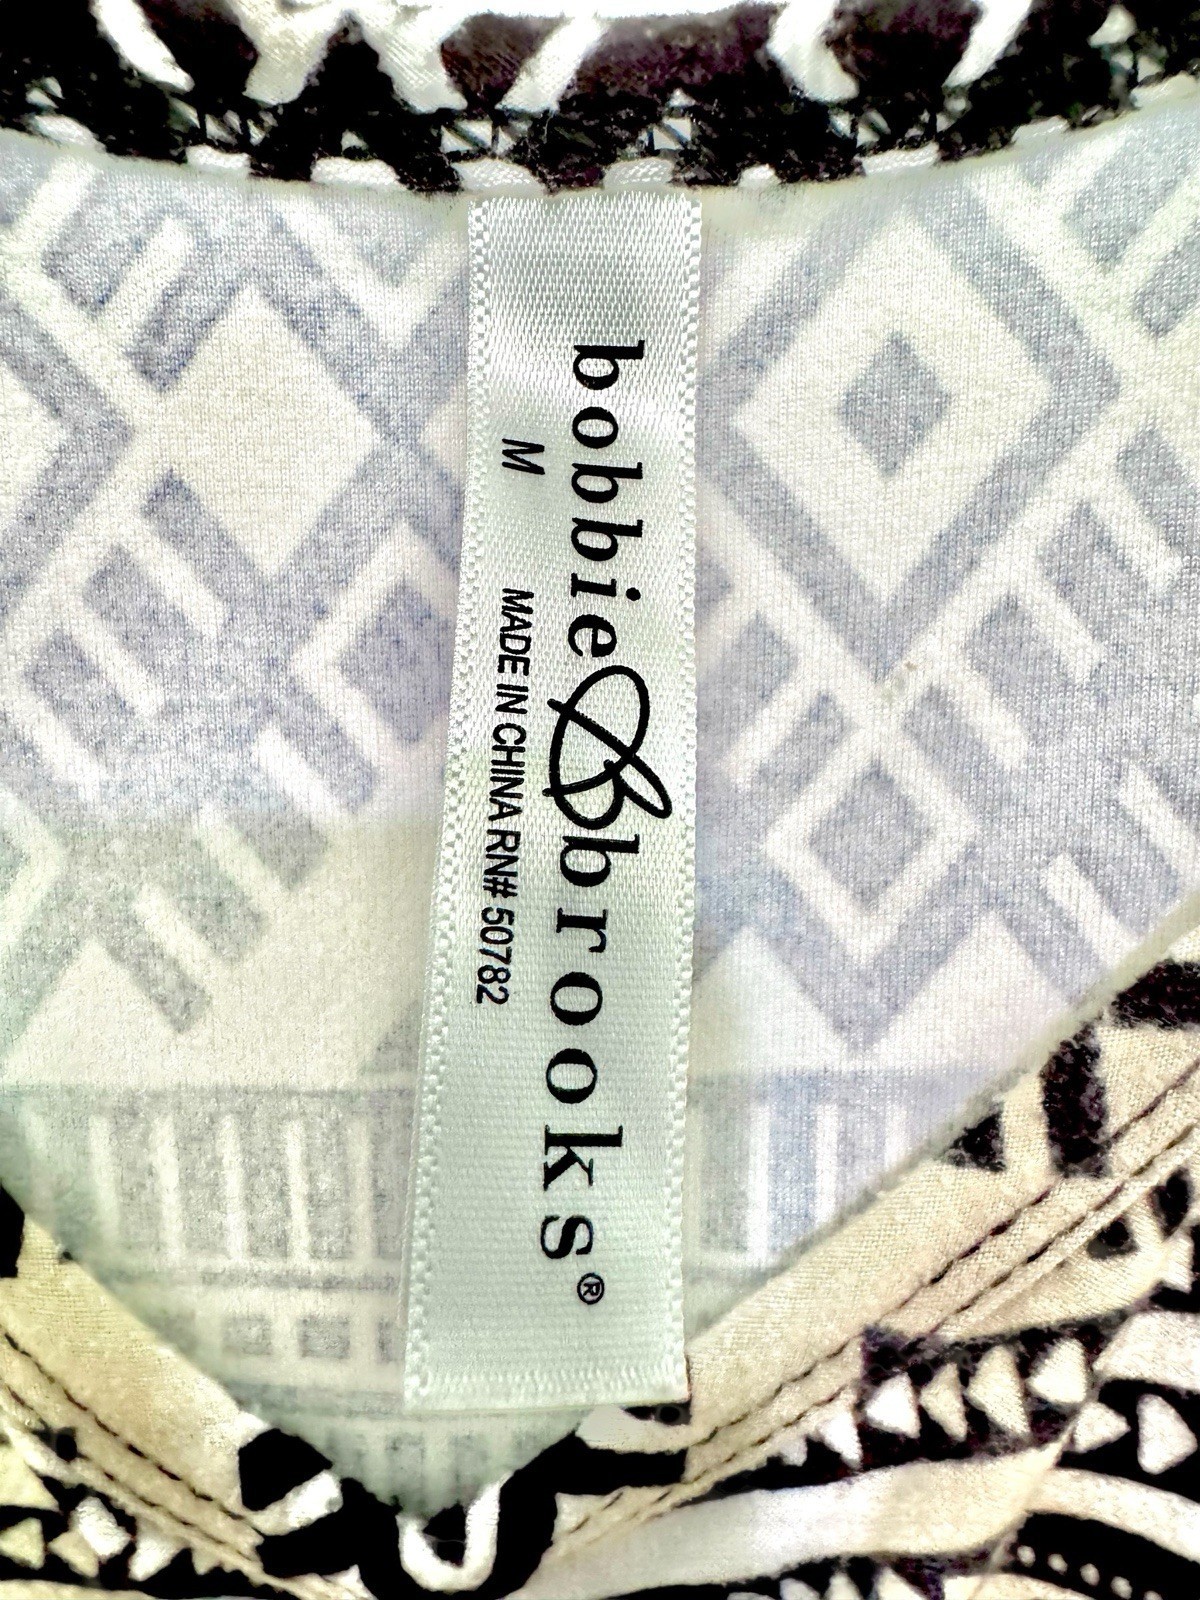 bobbie B brooks®
M MADE IN CHINA RN# 50782